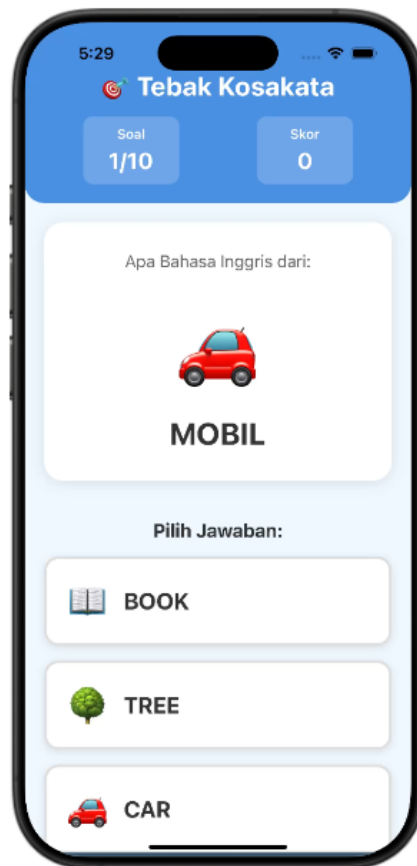 5:29
Tebak Kosakata
Soal
1/10
Skor
0
Apa Bahasa Inggris dari:
MOBIL
Pilih Jawaban:
BOOK
TREE
CAR